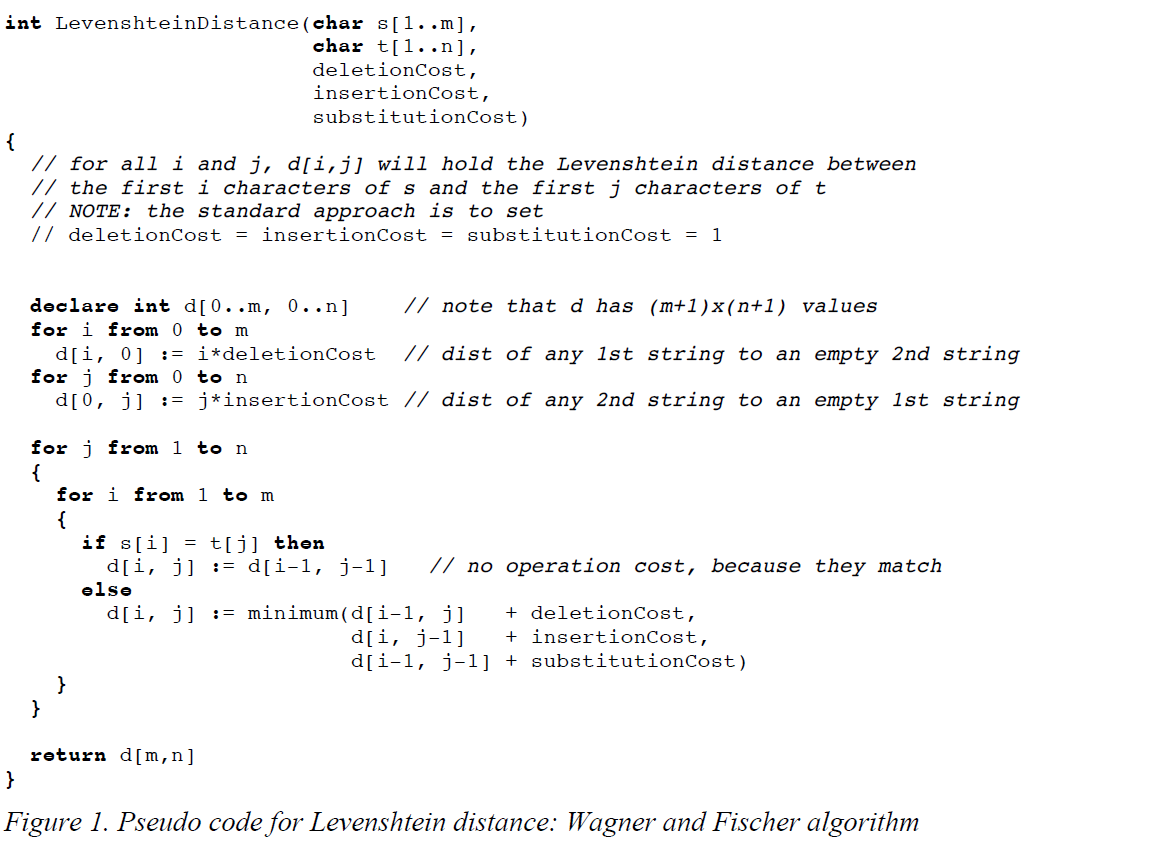 int LevenshteinDistance(char s[1..m],
                        char t[1..n],
                        deletionCost,
                        insertionCost,
                        substitutionCost)
{
  // for all i and j, d[i,j] will hold the Levenshtein distance between
  // the first i characters of s and the first j characters of t
  // NOTE: the standard approach is to set
  // deletionCost = insertionCost = substitutionCost = 1

  declare int d[0..m, 0..n]    // note that d has (m+1)x(n+1) values
  for i from 0 to m
    d[i, 0] := i*deletionCost  // dist of any 1st string to an empty 2nd string
  for j from 0 to n
    d[0, j] := j*insertionCost // dist of any 2nd string to an empty 1st string

  for j from 1 to n
  {
    for i from 1 to m
    {
      if s[i] = t[j] then
        d[i, j] := d[i-1, j-1]   // no operation cost, because they match
      else
        d[i, j] := minimum(d[i-1, j]   + deletionCost,
                           d[i, j-1]   + insertionCost,
                           d[i-1, j-1] + substitutionCost)
    }
  }

  return d[m,n]
}
Figure 1. Pseudo code for Levenshtein distance: Wagner and Fischer algorithm